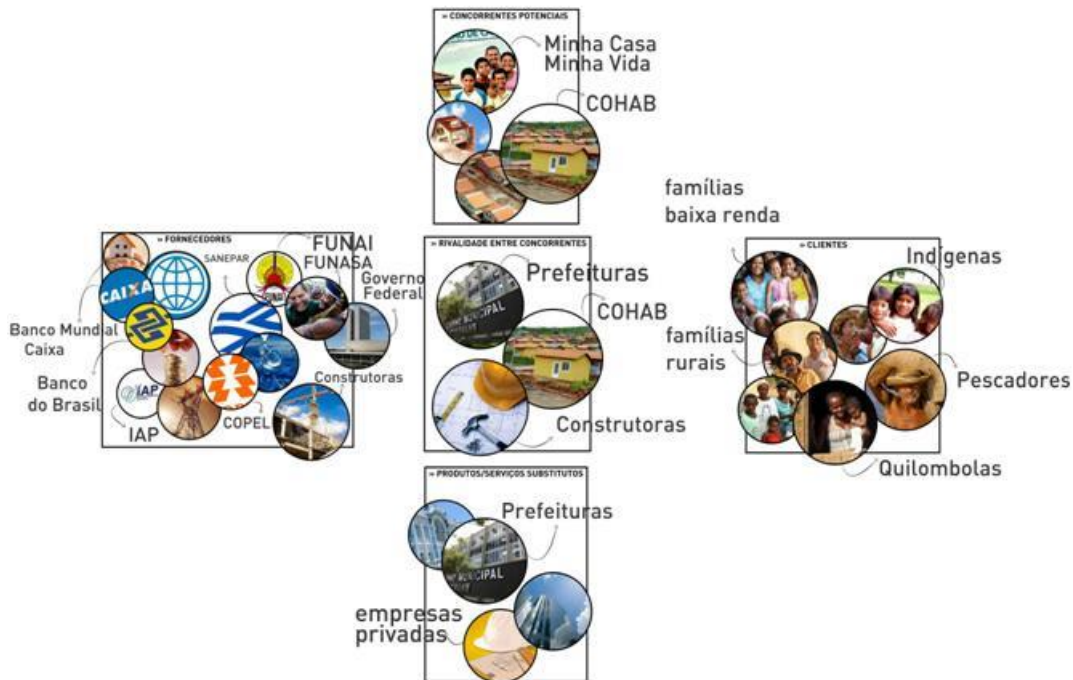 » CONCORRENTES POTENCIAIS
Minha Casa
Minha Vida
COHAB
» FORNECEDORES
SANEPAR
FUNAI
FUNASA
Governo
Federal
CAIXA
Banco Mundial
Caixa
Banco
do Brasil
IAP
IAP
COPEL
Construtoras
» RIVALIDADE ENTRE CONCORRENTES
Prefeituras
MUNICIPAL
COHAB
Construtoras
famílias
baixa renda
» CLIENTES
Indígenas
famílias
rurais
Pescadores
Quilombolas
» PRODUTOS/SERVIÇOS SUBSTITUTOS
Prefeituras
MUNICIPAL
empresas
privadas